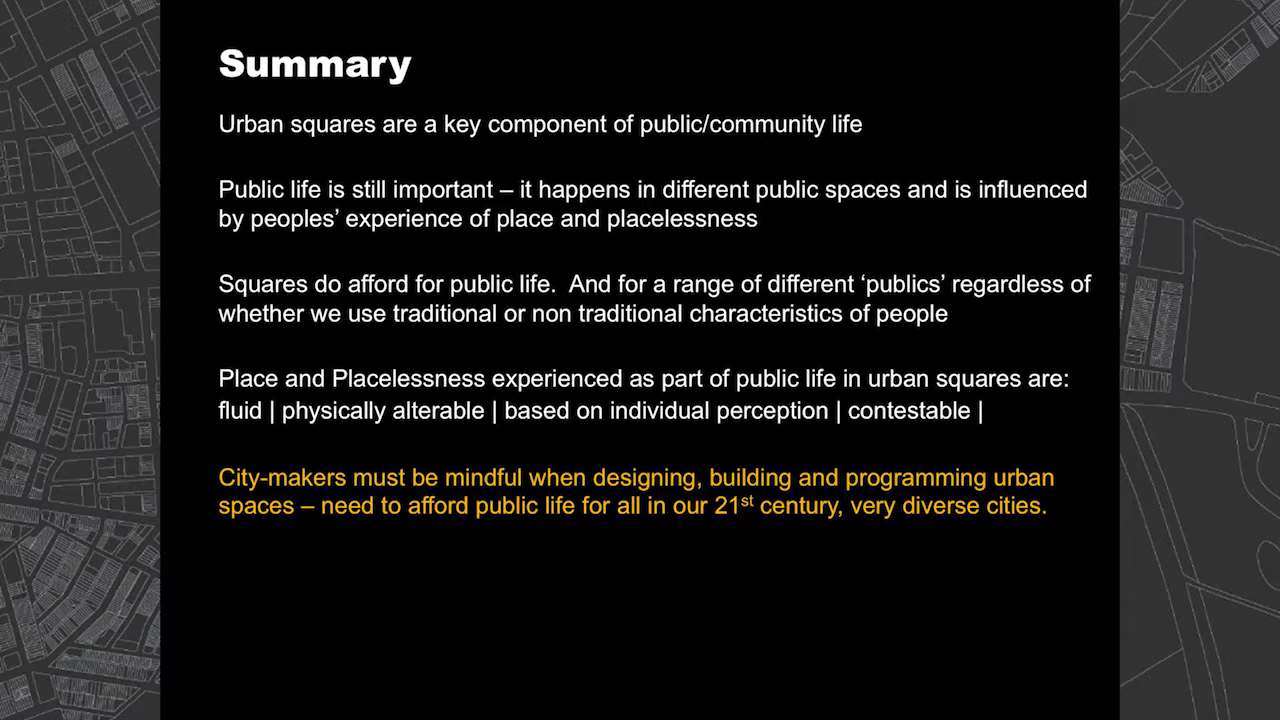 Summary
Urban squares are a key component of public/community life
Public life is still important – it happens in different public spaces and is influenced
by peoples’ experience of place and placelessness
Squares do afford for public life.  And for a range of different ‘publics’ regardless of
whether we use traditional or non traditional characteristics of people
Place and Placelessness experienced as part of public life in urban squares are:
fluid | physically alterable | based on individual perception | contestable |
City-makers must be mindful when designing, building and programming urban
spaces – need to afford public life for all in our 21st century, very diverse cities.